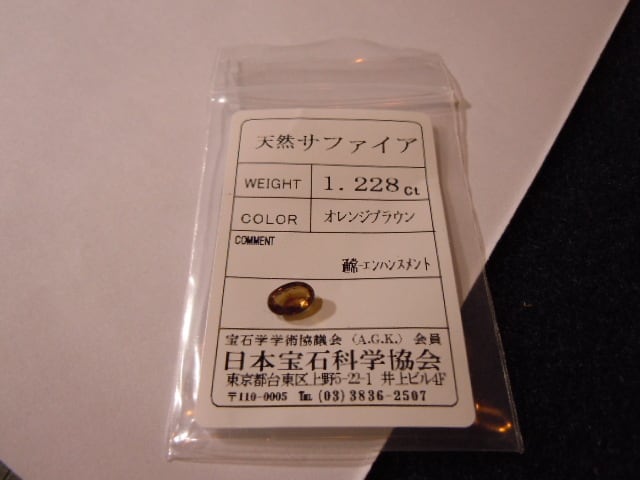 天然サファイア
WEIGHT 1.228ct
COLOR オレンジブラウン
COMMENT
通常-エンハンスメント
宝石学学術協議会 (A.G.K.) 会員
日本宝石科学協会
東京都台東区上野5-22-1 井上ビル4F
〒110-0005 TEL (03) 3836-2507